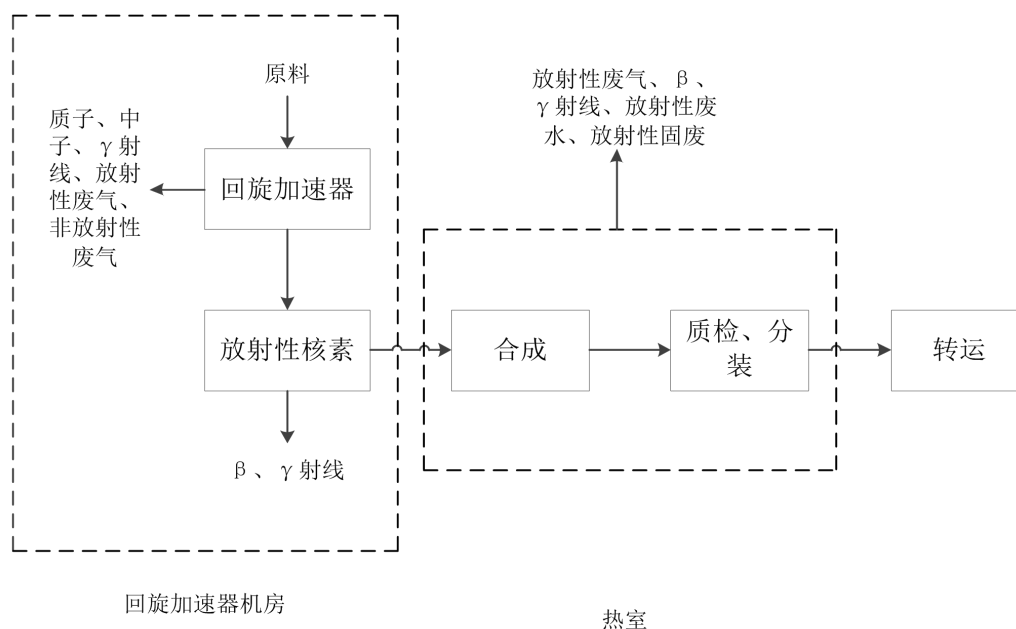 原料
质子、中
子、γ射
线、放射
性废气、
非放射性
废气
回旋加速器
放射性核素
β、γ射线
回旋加速器机房
放射性废气、β、
γ射线、放射性废
水、放射性固废
合成
质检、分
装
转运
热室